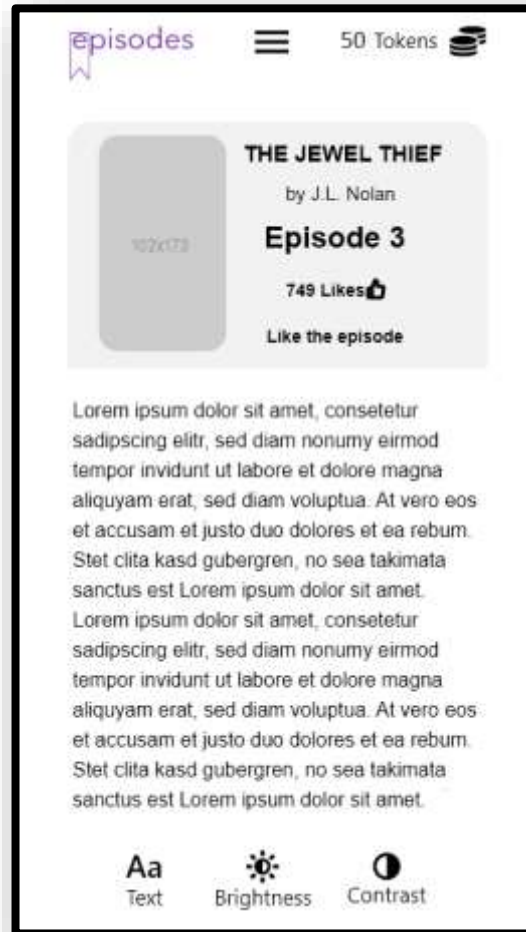 episodes
50 Tokens
THE JEWEL THIEF
by J.L. Nolan
Episode 3
749 Likes
Like the episode
102x173
Lorem ipsum dolor sit amet, consetetur
sadipscing elitr, sed diam nonumy eirmod
tempor invidunt ut labore et dolore magna
aliquyam erat, sed diam voluptua. At vero eos
et accusam et justo duo dolores et ea rebum.
Stet clita kasd gubergren, no sea takimata
sanctus est Lorem ipsum dolor sit amet.
Lorem ipsum dolor sit amet, consetetur
sadipscing elitr, sed diam nonumy eirmod
tempor invidunt ut labore et dolore magna
aliquyam erat, sed diam voluptua. At vero eos
et accusam et justo duo dolores et ea rebum.
Stet clita kasd gubergren, no sea takimata
sanctus est Lorem ipsum dolor sit amet.
Aa
Text
Brightness
Contrast